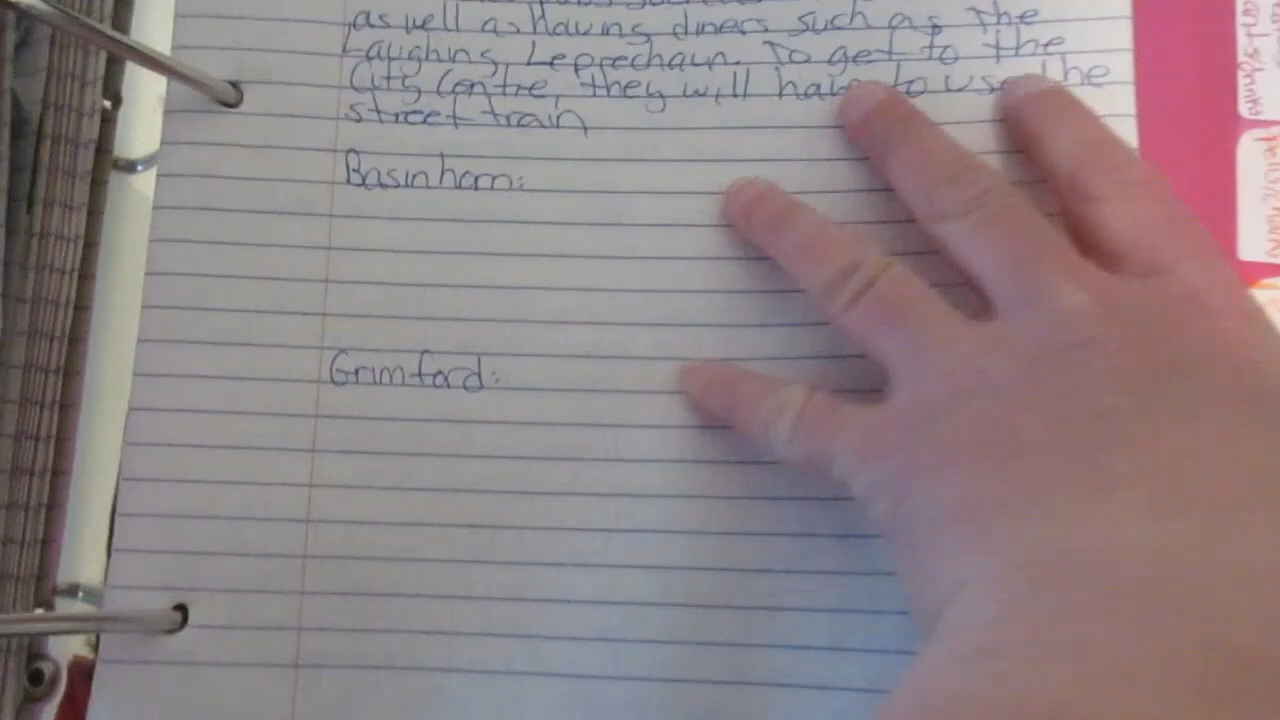 as well as Having diners such as The
Laughing Leprechaun. To get to the
City Centre, they will have to use the
street train
Basinham:
Grimford: